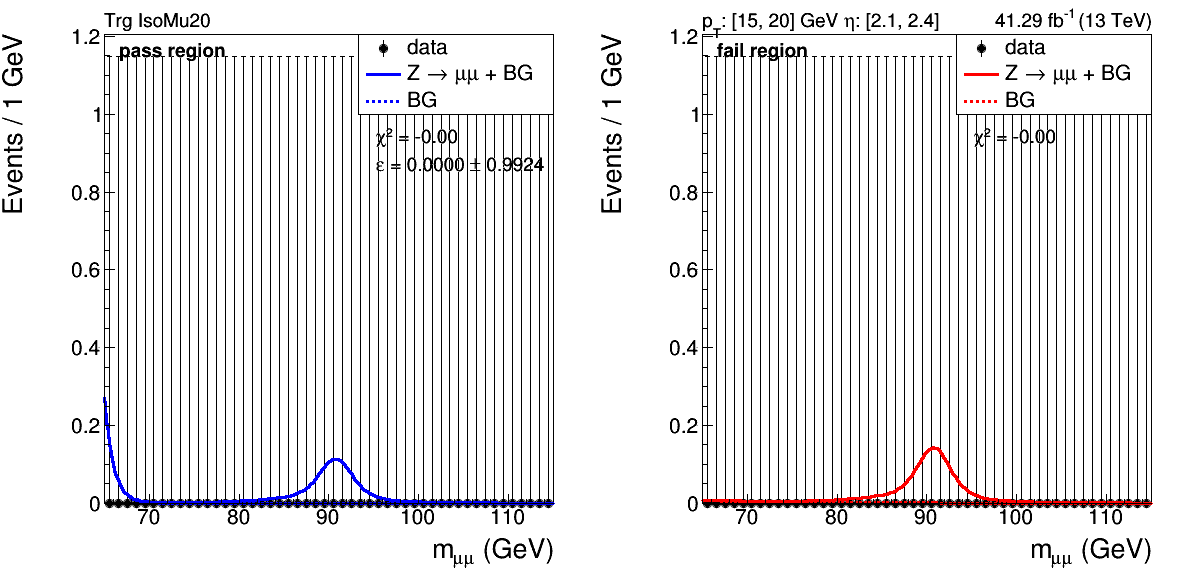 Trg IsoMu20
pass region
data
Z → μμ + BG
BG
χ² = -0.00
ε = 0.0000 ± 0.9924
Events / 1 GeV
1.2
1
0.8
0.6
0.4
0.2
0
70 80 90 100 110
mμμ (GeV)
pT: [15, 20] GeV η: [2.1, 2.4] 41.29 fb-1 (13 TeV)
fail region
data
Z → μμ + BG
BG
χ² = -0.00
Events / 1 GeV
1.2
1
0.8
0.6
0.4
0.2
0
70 80 90 100 110
mμμ (GeV)